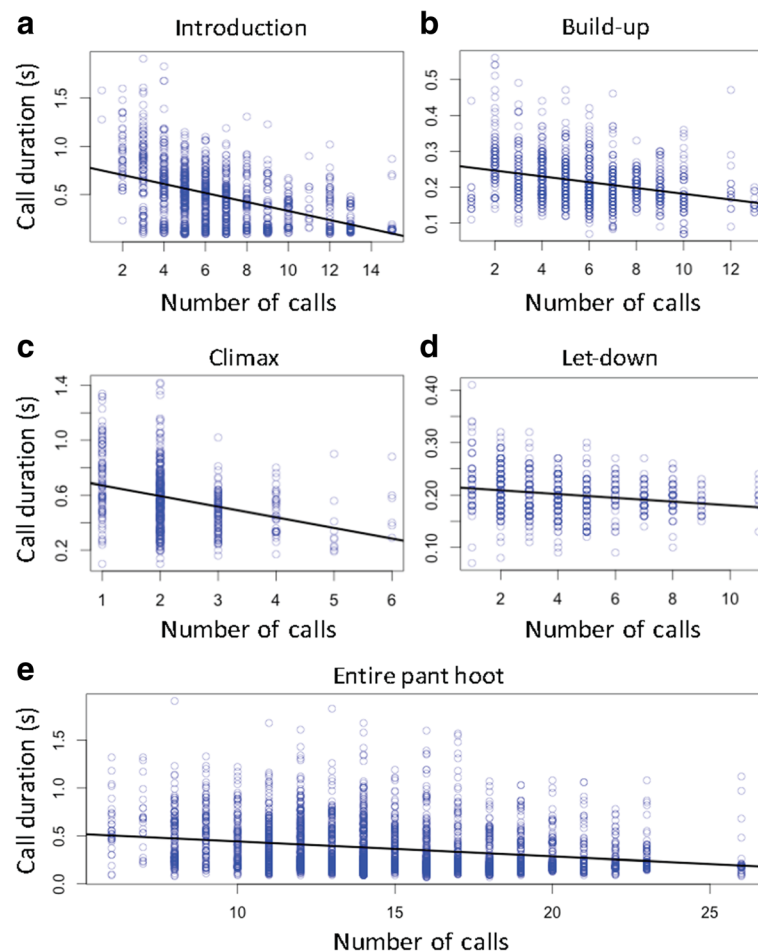 a Introduction
Call duration (s)
0.5 1.0 1.5
2 4 6 8 10 12 14
Number of calls
b Build-up
0.1 0.2 0.3 0.4 0.5
2 4 6 8 10 12
Number of calls
c Climax
Call duration (s)
0.2 0.6 1.0 1.4
1 2 3 4 5 6
Number of calls
d Let-down
0.10 0.20 0.30 0.40
2 4 6 8 10
Number of calls
e Entire pant hoot
Call duration (s)
0.0 0.5 1.0 1.5
10 15 20 25
Number of calls